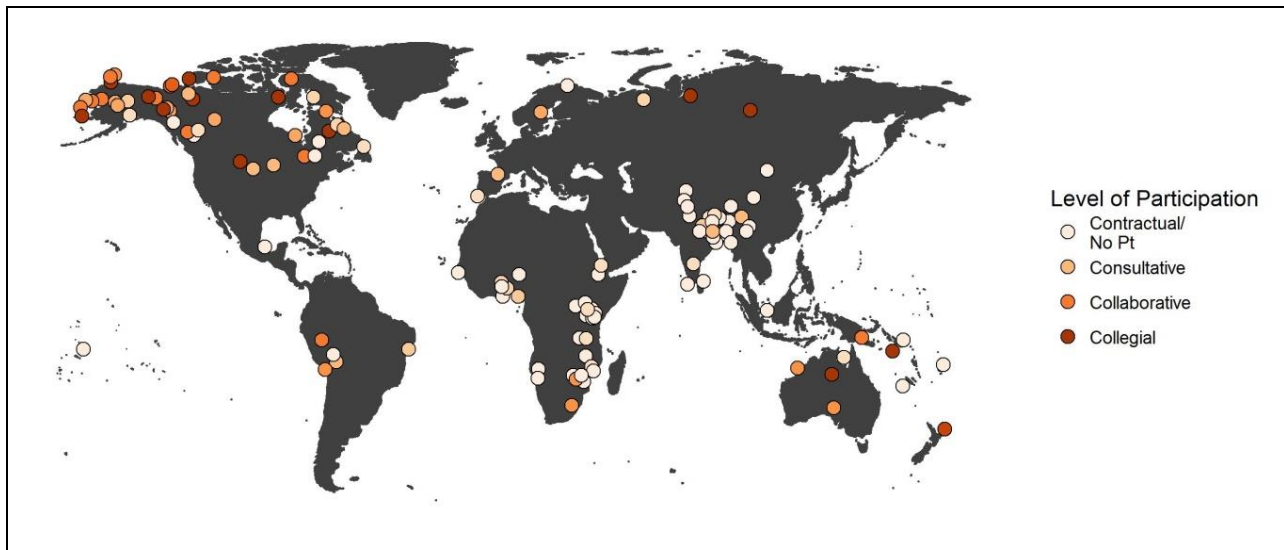 Level of Participation
Contractual/
No Pt
Consultative
Collaborative
Collegial